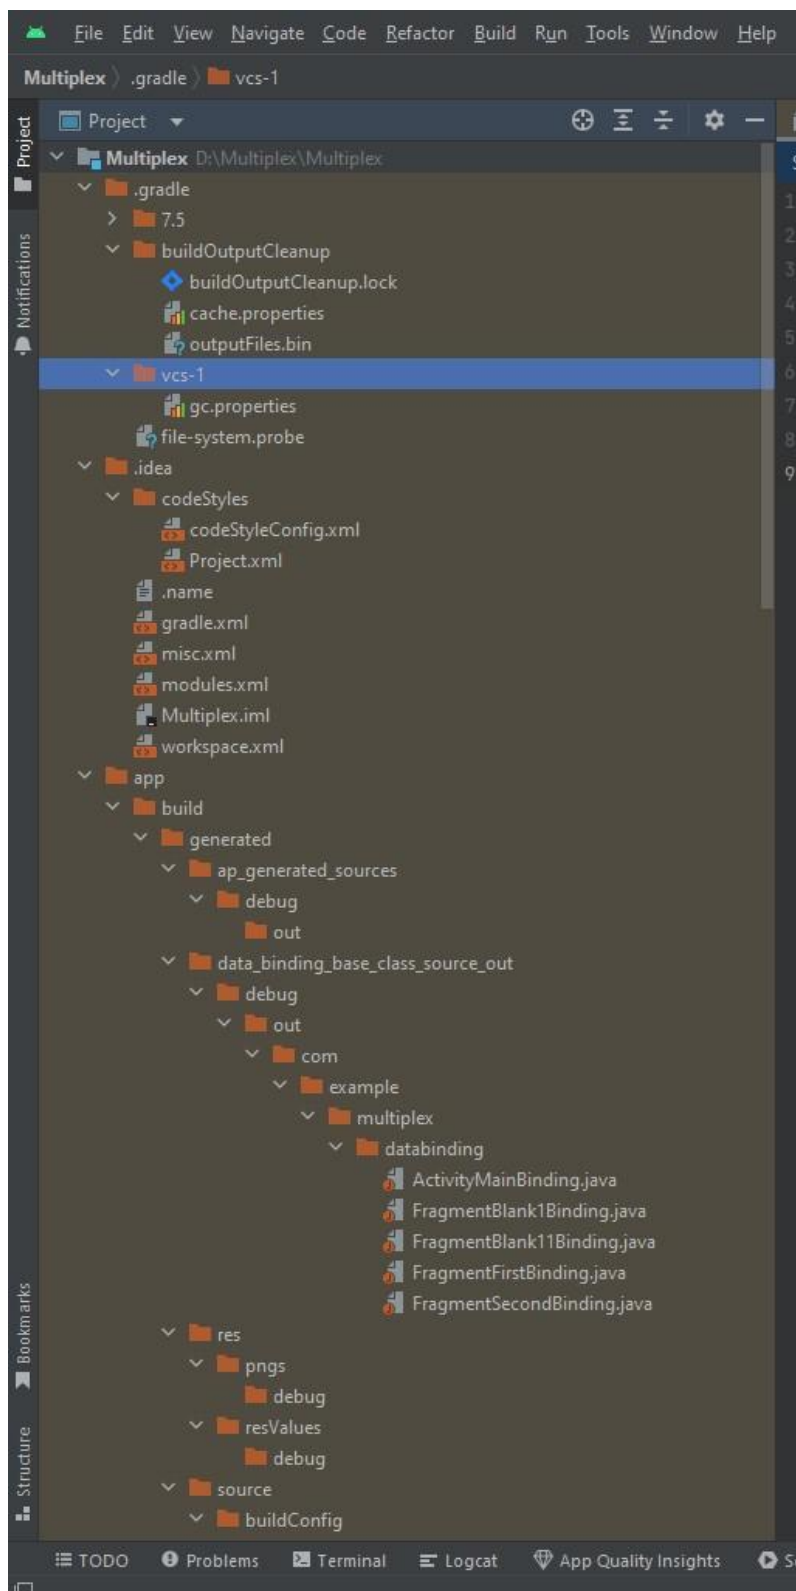 File Edit View Navigate Code Refactor Build Run Tools Window Help
Multiplex .gradle vcs-1
Project
Project
Multiplex D:\Multiplex\Multiplex
.gradle
7.5
buildOutputCleanup
buildOutputCleanup.lock
cache.properties
outputFiles.bin
vcs-1
gc.properties
file-system.probe
.idea
codeStyles
codeStyleConfig.xml
Project.xml
.name
gradle.xml
misc.xml
modules.xml
Multiplex.iml
workspace.xml
app
build
generated
ap_generated_sources
debug
out
data_binding_base_class_source_out
debug
out
com
example
multiplex
databinding
ActivityMainBinding.java
FragmentBlank1Binding.java
FragmentBlank11Binding.java
FragmentFirstBinding.java
FragmentSecondBinding.java
res
pngs
debug
resValues
debug
source
buildConfig
Notifications
Bookmarks
Structure
1
2
3
4
5
6
7
8
9
TODO Problems Terminal Logcat App Quality Insights